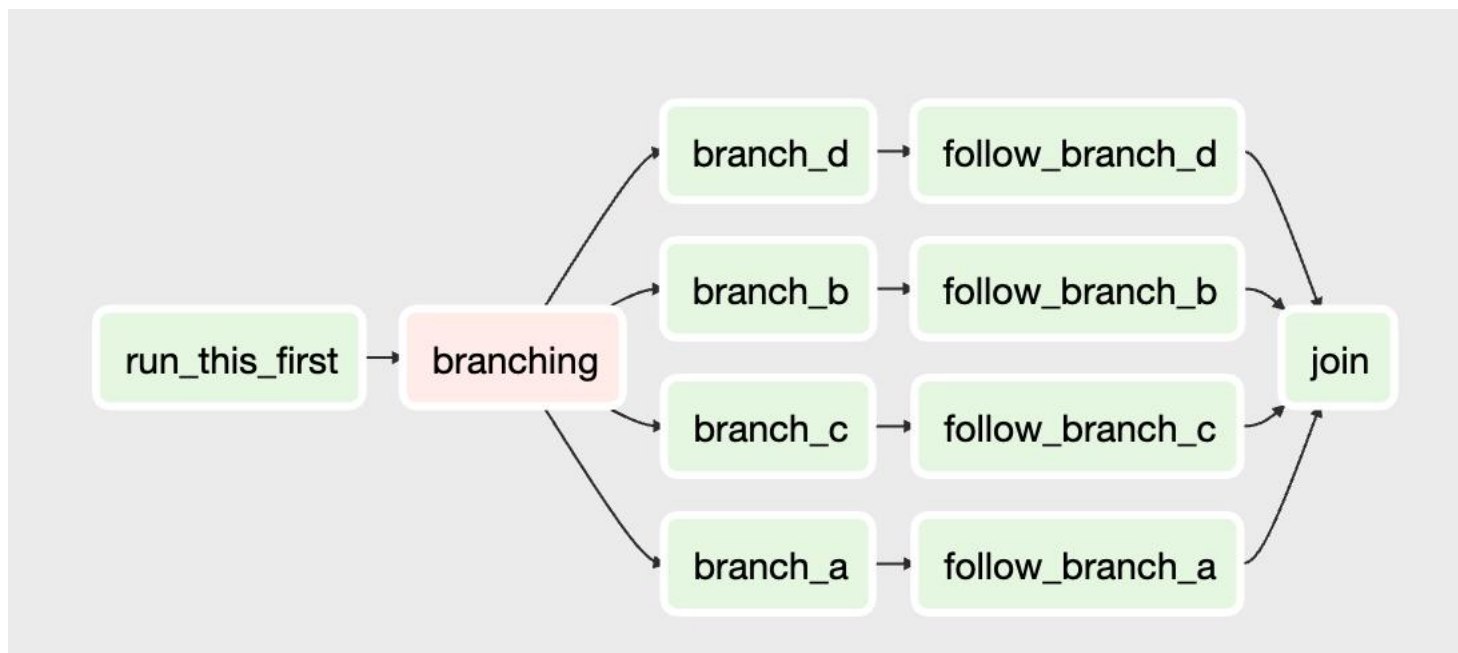 branch_d
follow_branch_d
branch_b
follow_branch_b
run_this_first
branching
join
branch_c
follow_branch_c
branch_a
follow_branch_a